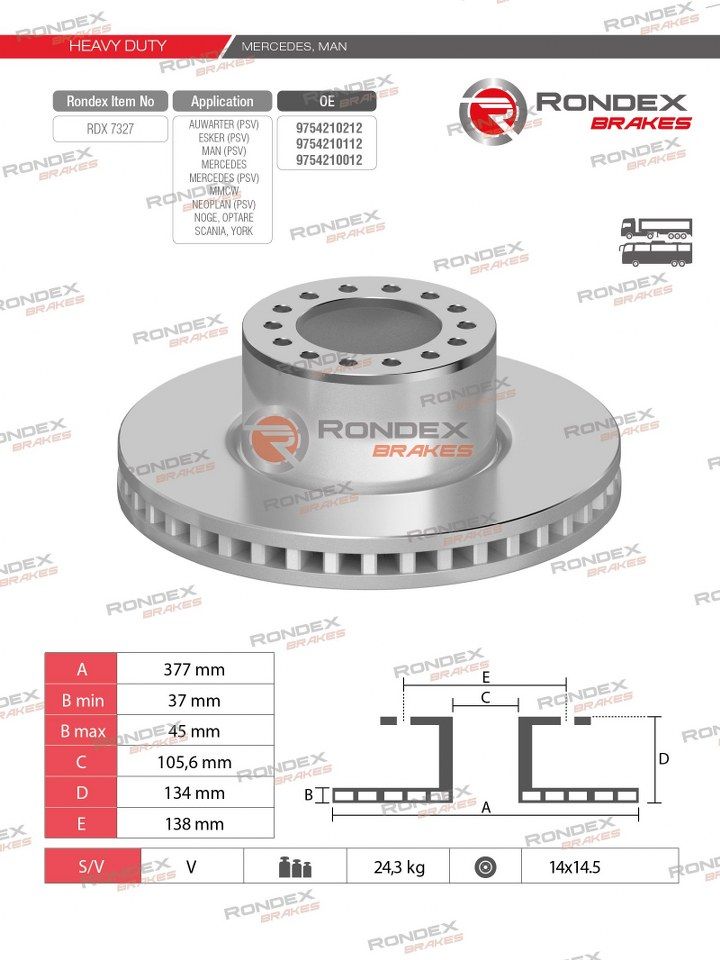 HEAVY DUTY
MERCEDES, MAN
Rondex Item No
RDX 7327
Application
AUWARTER (PSV)
ESKER (PSV)
MAN (PSV)
MERCEDES
MERCEDES (PSV)
MMCW
NEOPLAN (PSV)
NOGE, OPTARE
SCANIA, YORK
OE
9754210212
9754210112
9754210012
RONDEX
BRAKES
RONDEX
BRAKES
A 377 mm
B min 37 mm
B max 45 mm
C 105,6 mm
D 134 mm
E 138 mm
E
C
D
B
A
S/V V 24,3 kg 14x14.5